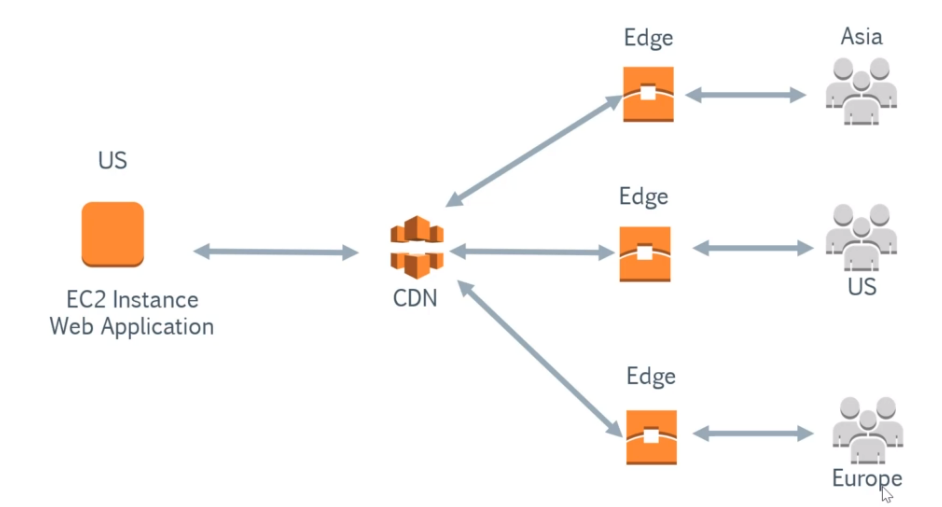 Edge
Asia
US
Edge
EC2 Instance
Web Application
CDN
US
Edge
Europe